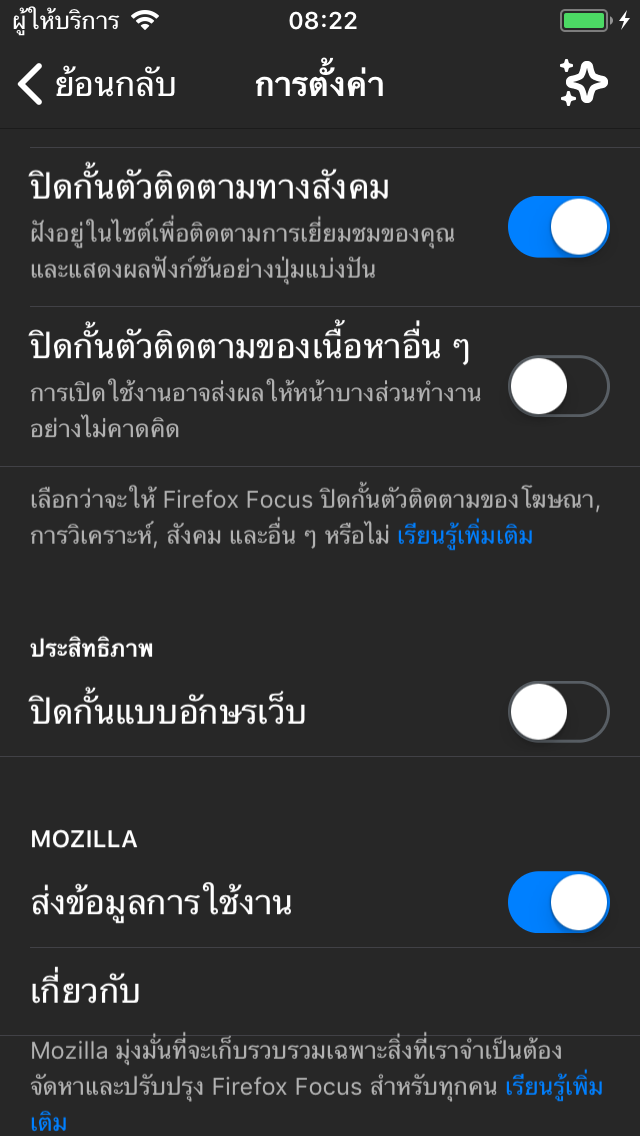 ผู้ให้บริการ 08:22
ย้อนกลับ การตั้งค่า
ปิดกั้นตัวติดตามทางสังคม
ฝังอยู่ในไซต์เพื่อติดตามการเยี่ยมชมของคุณ
และแสดงผลฟังก์ชันอย่างปุ่มแบ่งปัน
ปิดกั้นตัวติดตามของเนื้อหาอื่น ๆ
การเปิดใช้งานอาจส่งผลให้หน้าบางส่วนทำงาน
อย่างไม่คาดคิด
เลือกว่าจะให้ Firefox Focus ปิดกั้นตัวติดตามของโฆษณา,
การวิเคราะห์, สังคม และอื่น ๆ หรือไม่ เรียนรู้เพิ่มเติม
ประสิทธิภาพ
ปิดกั้นแบบอักษรเว็บ
MOZILLA
ส่งข้อมูลการใช้งาน
เกี่ยวกับ
Mozilla มุ่งมั่นที่จะเก็บรวบรวมเฉพาะสิ่งที่เราจำเป็นต้อง
จัดหาและปรับปรุง Firefox Focus สำหรับทุกคน เรียนรู้เพิ่ม
เติม